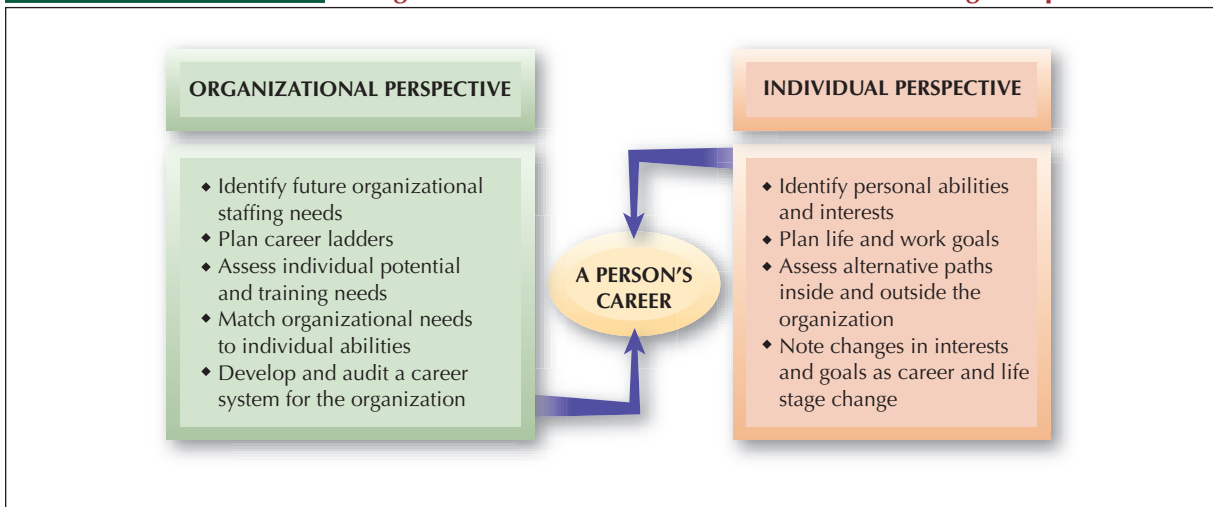 ORGANIZATIONAL PERSPECTIVE
◆ Identify future organizational
staffing needs
◆ Plan career ladders
◆ Assess individual potential
and training needs
◆ Match organizational needs
to individual abilities
◆ Develop and audit a career
system for the organization
A PERSON'S
CAREER
INDIVIDUAL PERSPECTIVE
◆ Identify personal abilities
and interests
◆ Plan life and work goals
◆ Assess alternative paths
inside and outside the
organization
◆ Note changes in interests
and goals as career and life
stage change